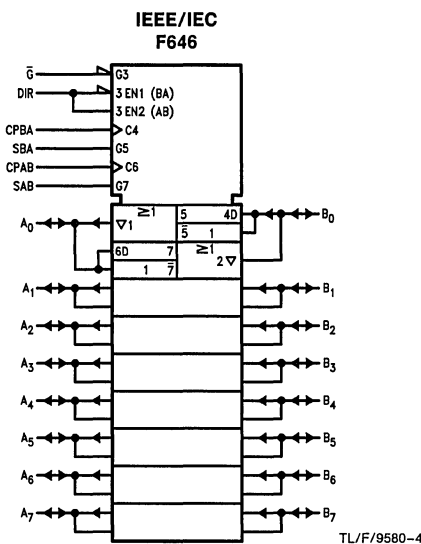 IEEE/IEC
F646
G̅ G3
DIR 3 EN1 (BA)
3 EN2 (AB)
CPBA C4
SBA G5
CPAB C6
SAB G7
A₀ ≥1 5 4D B₀
▽1 5̅ 1
6D 7 ≥1
1 7̅ 2▽
A₁ B₁
A₂ B₂
A₃ B₃
A₄ B₄
A₅ B₅
A₆ B₆
A₇ B₇
TL/F/9580–4